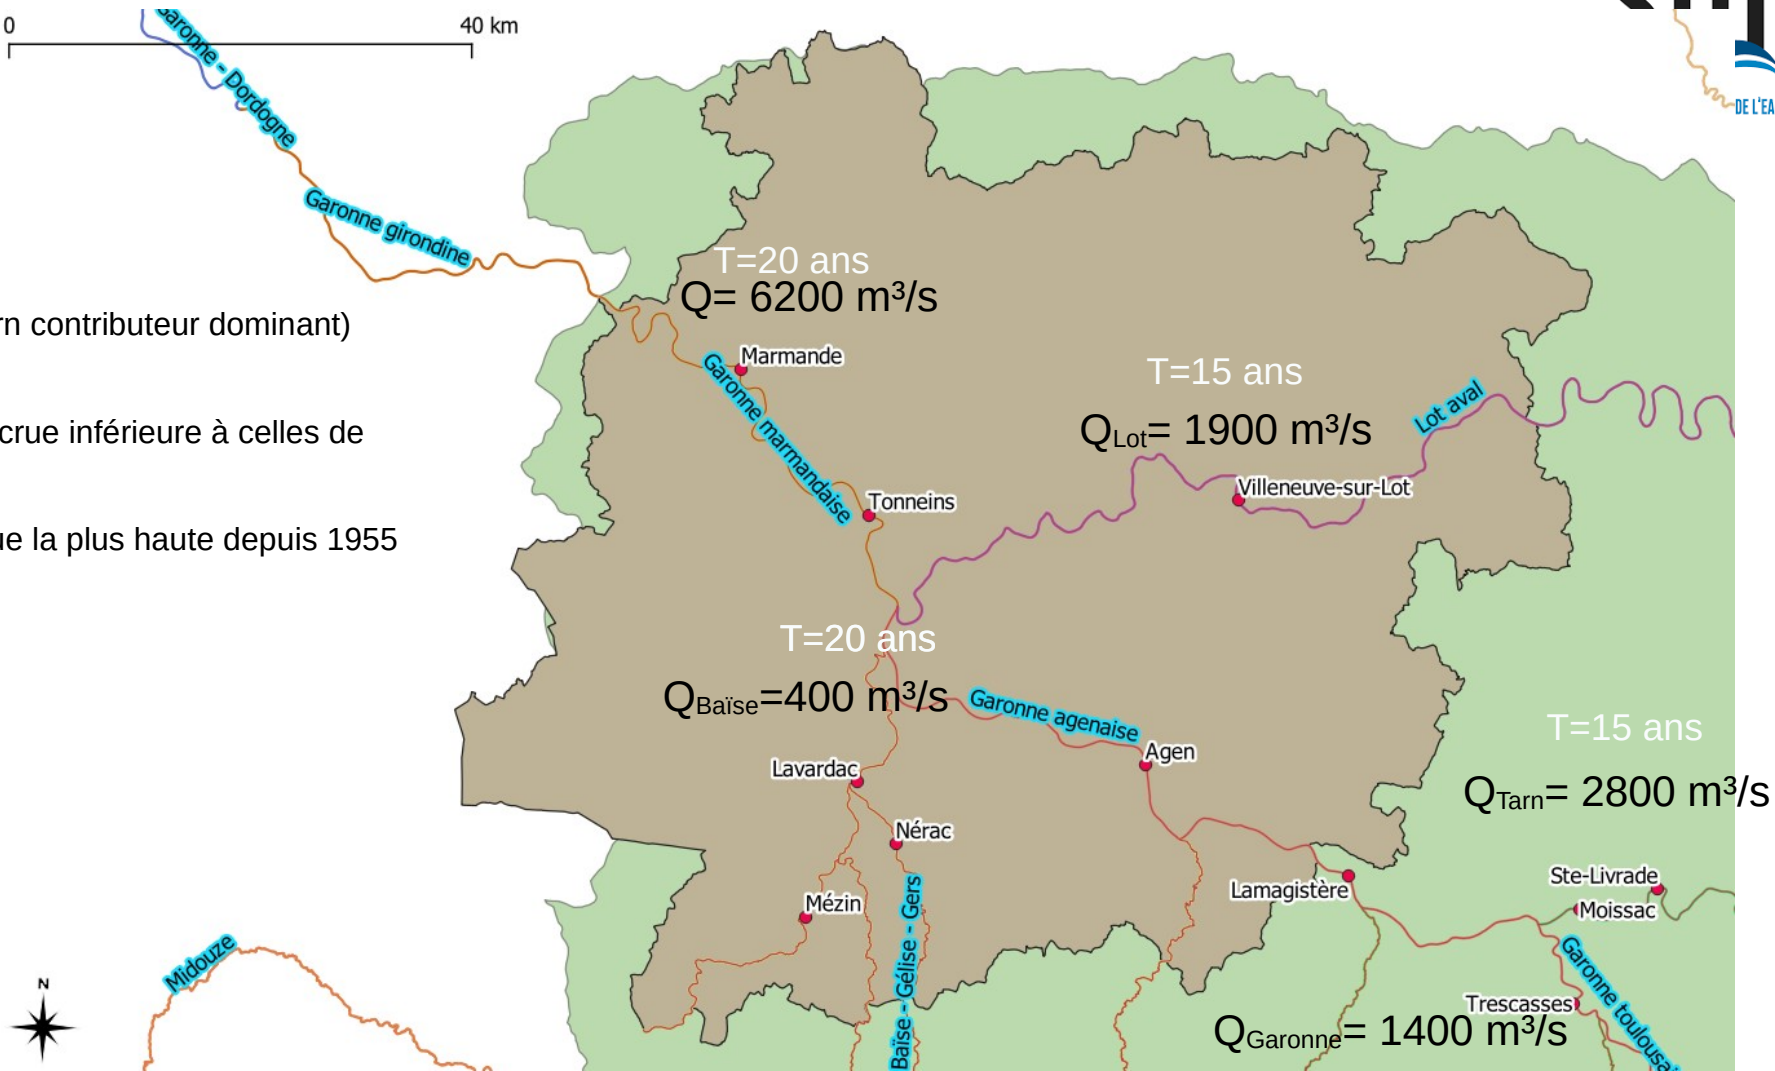 0
40 km
Garonne - Dordogne
DE L'EA
Garonne girondine
T=20 ans
Q= 6200 m³/s
contributeur dominant)
Marmande
T=15 ans
Garonne marmandaise
Lot aval
QLot= 1900 m³/s
crue inférieure à celles de
Villeneuve-sur-Lot
Tonneins
la plus haute depuis 1955
T=20 ans
QBaïse=400 m³/s
Garonne agenaise
T=15 ans
Agen
Lavardac
QTarn= 2800 m³/s
Nérac
Ste-Livrade
Lamagistère
Mézin
Moissac
Baïse - Gélise - Gers
Midouze
Garonne toulousai
N
Trescasses
QGaronne= 1400 m³/s